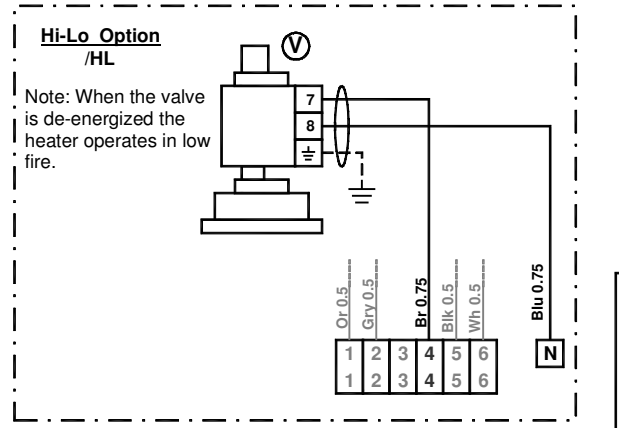 Hi-Lo Option
/HL
V
Note: When the valve
is de-energized the
heater operates in low
fire.
7
8
Or 0.5
Gry 0.5
Br 0.75
Blk 0.5
Wh 0.5
Blu 0.75
1 2 3 4 5 6
N
1 2 3 4 5 6